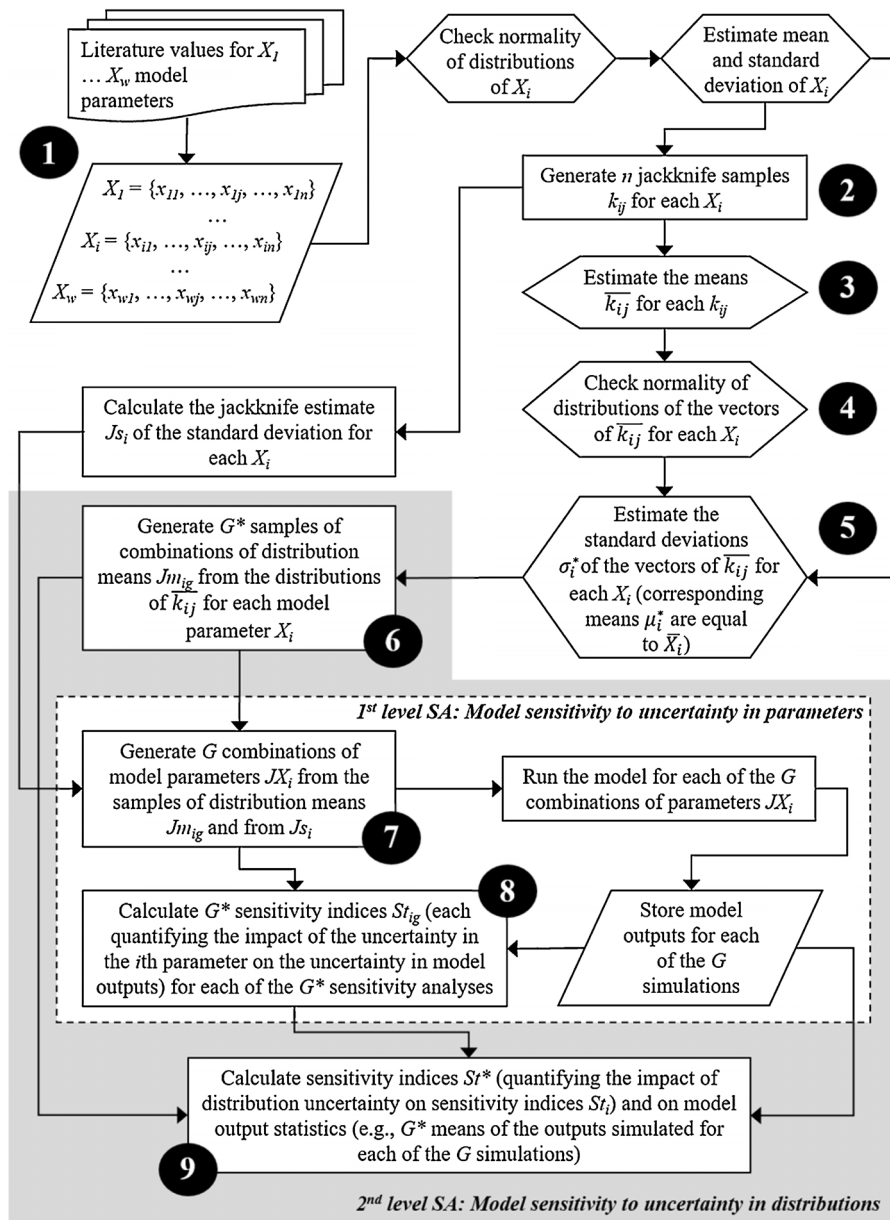 Literature values for X1
… Xw model
parameters
Check normality
of distributions
of Xi
Estimate mean
and standard
deviation of Xi
1
X1 = {x11, …, x1j, …, x1n}
…
Xi = {xi1, …, xij, …, xin}
…
Xw = {xw1, …, xwj, …, xwn}
Generate n jackknife samples
kij for each Xi
2
Estimate the means
k̅i̅j̅ for each kij
3
Calculate the jackknife estimate
Jsi of the standard deviation for
each Xi
Check normality of
distributions of the vectors
of k̅i̅j̅ for each Xi
4
Generate G* samples of
combinations of distribution
means Jmig from the distributions
of k̅i̅j̅ for each model
parameter Xi
6
Estimate the
standard deviations
σi* of the vectors of k̅i̅j̅ for
each Xi (corresponding
means μi* are equal
to X̅i)
5
1st level SA: Model sensitivity to uncertainty in parameters
Generate G combinations of
model parameters JXi from the
samples of distribution means
Jmig and from Jsi
7
Run the model for each of the G
combinations of parameters JXi
8
Calculate G* sensitivity indices Stig (each
quantifying the impact of the uncertainty in
the ith parameter on the uncertainty in model
outputs) for each of the G* sensitivity analyses
Store model
outputs for each
of the G
simulations
Calculate sensitivity indices St* (quantifying the impact of
distribution uncertainty on sensitivity indices Sti) and on model
output statistics (e.g., G* means of the outputs simulated for
each of the G simulations)
9
2nd level SA: Model sensitivity to uncertainty in distributions